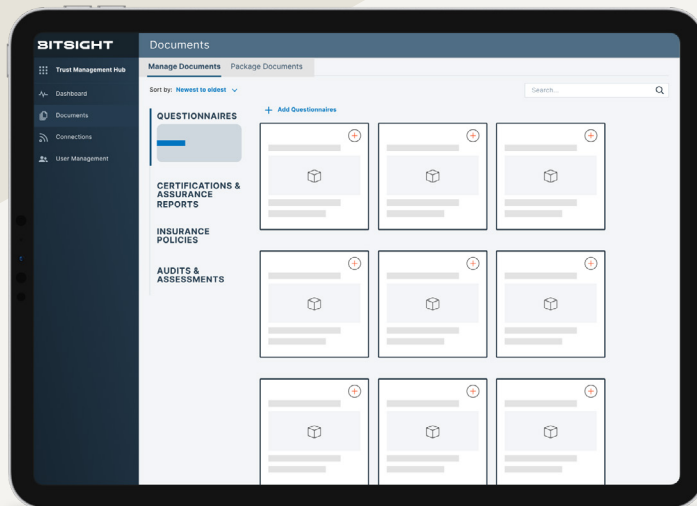 BITSIGHT
Documents
Trust Management Hub
Manage Documents Package Documents
Dashboard
Sort by: Newest to oldest
Search...
Documents
QUESTIONNAIRES
+ Add Questionnaires
Connections
User Management
CERTIFICATIONS &
ASSURANCE
REPORTS
INSURANCE
POLICIES
AUDITS &
ASSESSMENTS